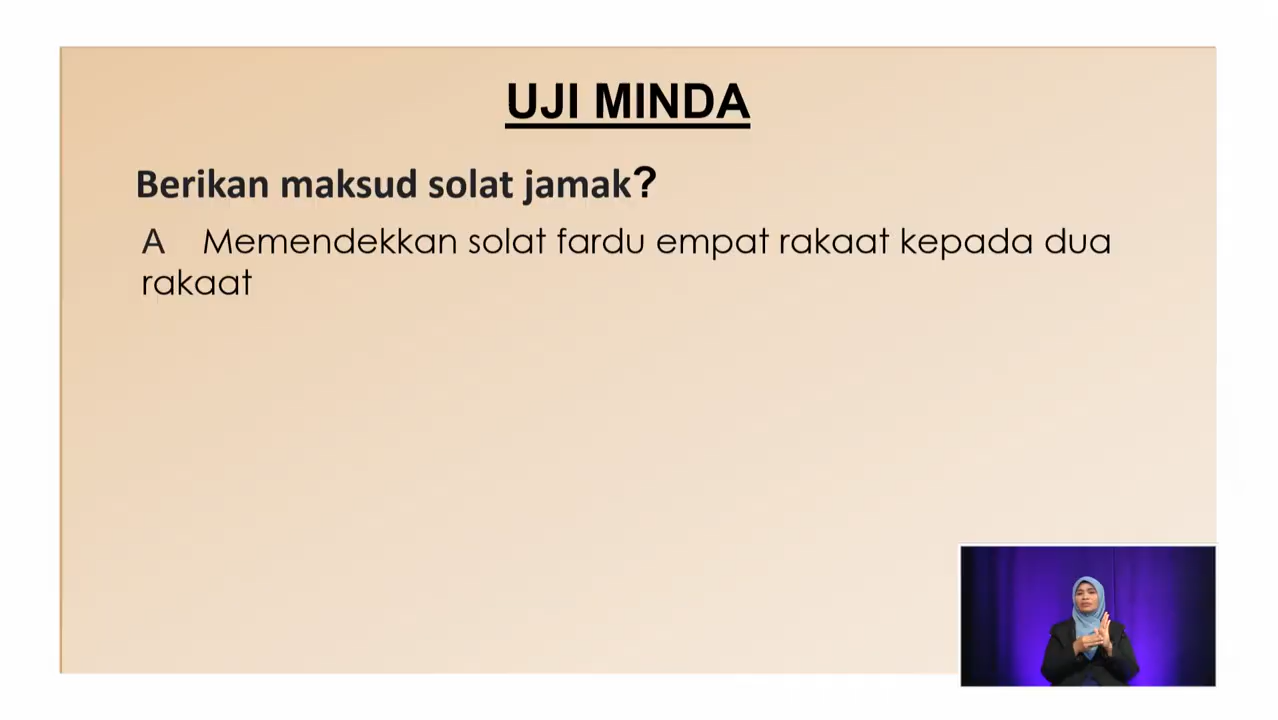 UJI MINDA
Berikan maksud solat jamak?
A Memendekkan solat fardu empat rakaat kepada dua
rakaat